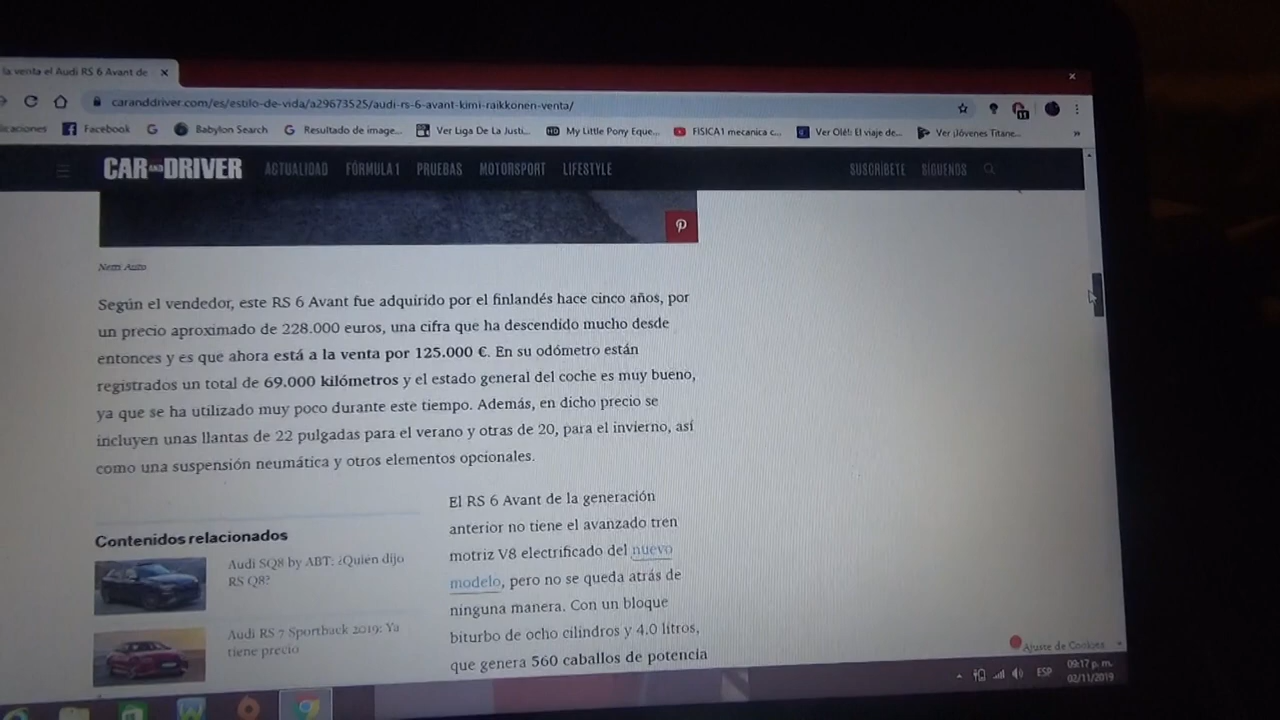 la venta el Audi RS 6 Avant de
caranddriver.com/es/estilo-de-vida/a29673525/audi-rs-6-avant-kimi-raikkonen-venta/
licaciones Facebook Babylon Search Resultado de image... Ver Liga De La Justi... My Little Pony Eque... FISICA1 mecanica c... Ver Olé!: El viaje de... Ver ¡Jóvenes Titane... »
CAR AND DRIVER ACTUALIDAD FÓRMULA 1 PRUEBAS MOTORSPORT LIFESTYLE SUSCRÍBETE SÍGUENOS
Nettí Auto
Según el vendedor, este RS 6 Avant fue adquirido por el finlandés hace cinco años, por
un precio aproximado de 228.000 euros, una cifra que ha descendido mucho desde
entonces y es que ahora está a la venta por 125.000 €. En su odómetro están
registrados un total de 69.000 kilómetros y el estado general del coche es muy bueno,
ya que se ha utilizado muy poco durante este tiempo. Además, en dicho precio se
incluyen unas llantas de 22 pulgadas para el verano y otras de 20, para el invierno, así
como una suspensión neumática y otros elementos opcionales.
Contenidos relacionados
Audi SQ8 by ABT: ¿Quién dijo
RS Q8?
Audi RS 7 Sportback 2019: Ya
tiene precio
El RS 6 Avant de la generación
anterior no tiene el avanzado tren
motriz V8 electrificado del nuevo
modelo, pero no se queda atrás de
ninguna manera. Con un bloque
biturbo de ocho cilindros y 4.0 litros,
que genera 560 caballos de potencia
Ajuste de Cookies
ESP
09:17 p. m.
02/11/2019